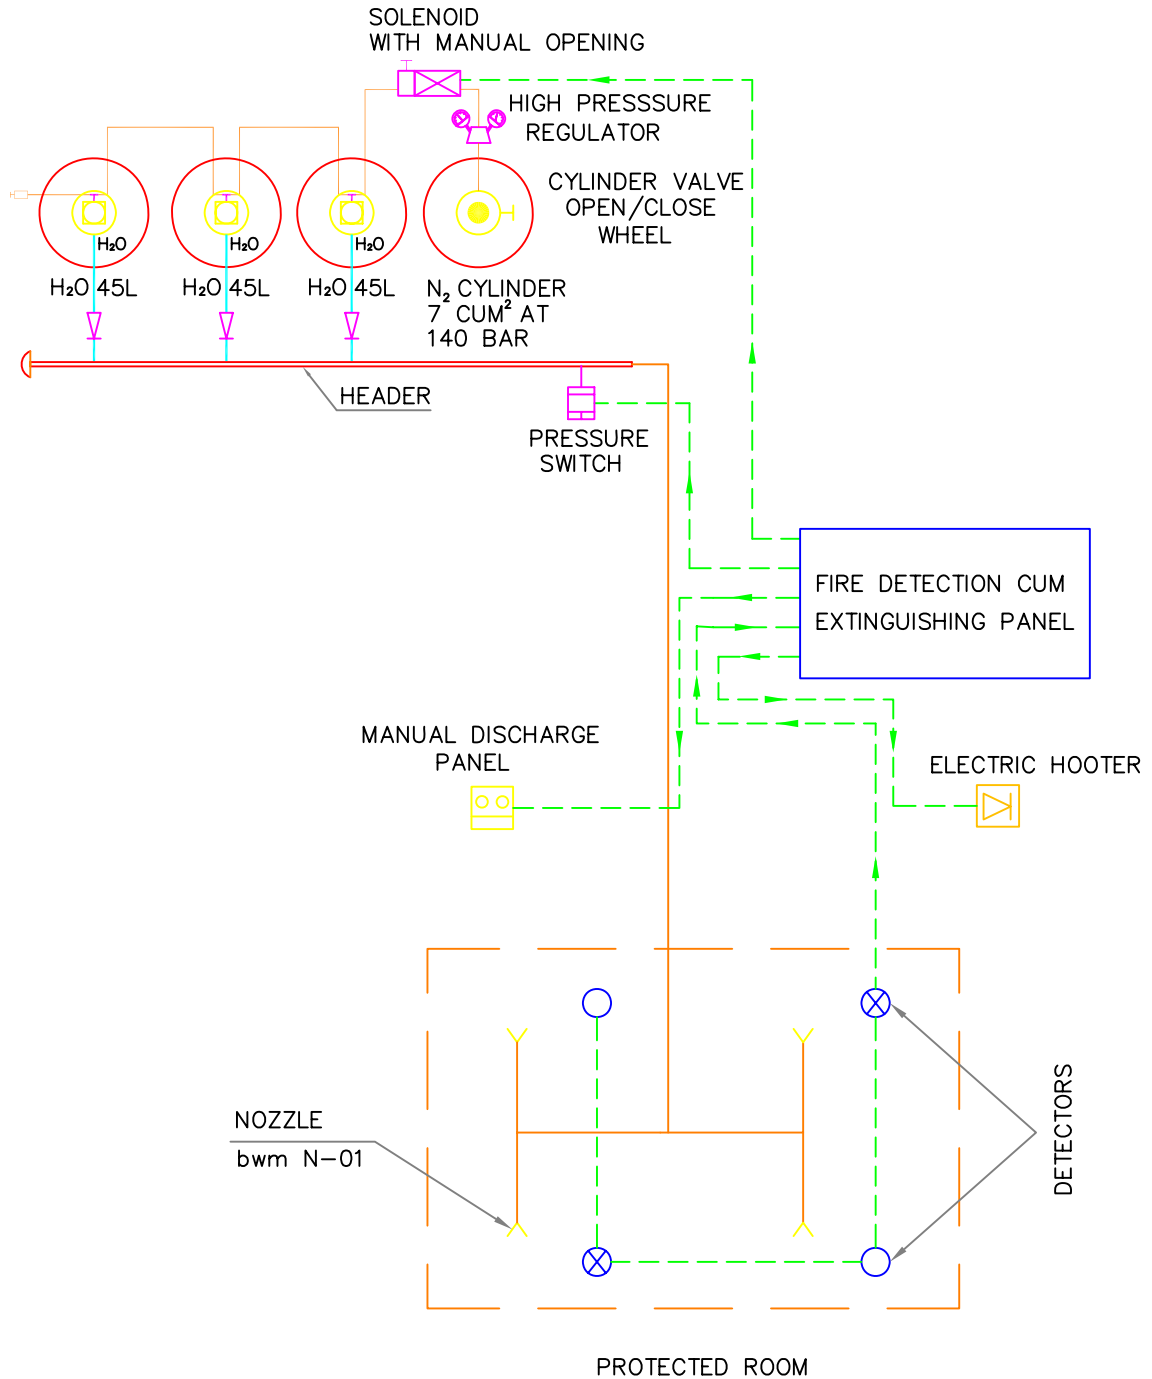 SOLENOID
WITH MANUAL OPENING
HIGH PRESSSURE
REGULATOR
CYLINDER VALVE
OPEN/CLOSE
WHEEL
H₂O
H₂O
H₂O
H₂O 45L
H₂O 45L
H₂O 45L
N₂ CYLINDER
7² CUM² AT
140 BAR
HEADER
PRESSURE
SWITCH
FIRE DETECTION CUM
EXTINGUISHING PANEL
MANUAL DISCHARGE
PANEL
ELECTRIC HOOTER
NOZZLE
bwm N-01
DETECTORS
PROTECTED ROOM